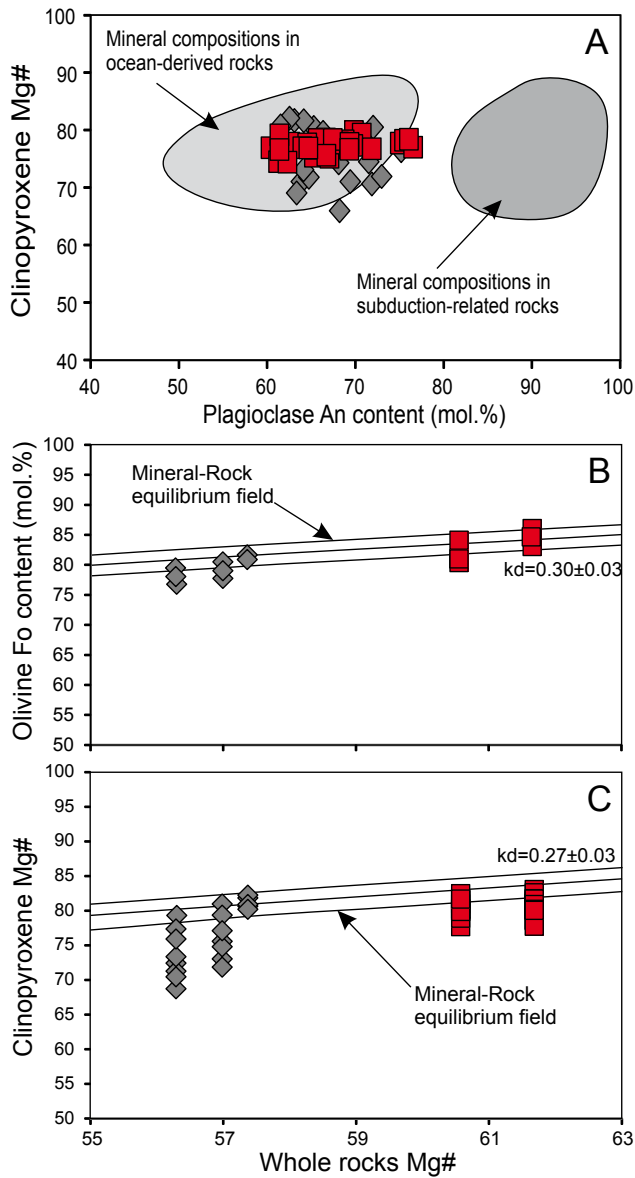 A
Mineral compositions in
ocean-derived rocks
Mineral compositions in
subduction-related rocks
Clinopyroxene Mg#
100
90
80
70
60
50
40
40
50
60
70
80
90
100
Plagioclase An content (mol.%)
B
Mineral-Rock
equilibrium field
kd=0.30±0.03
Olivine Fo content (mol.%)
100
95
90
85
80
75
70
65
60
55
50
C
kd=0.27±0.03
Mineral-Rock
equilibrium field
Clinopyroxene Mg#
100
95
90
85
80
75
70
65
60
55
50
55
57
59
61
63
Whole rocks Mg#